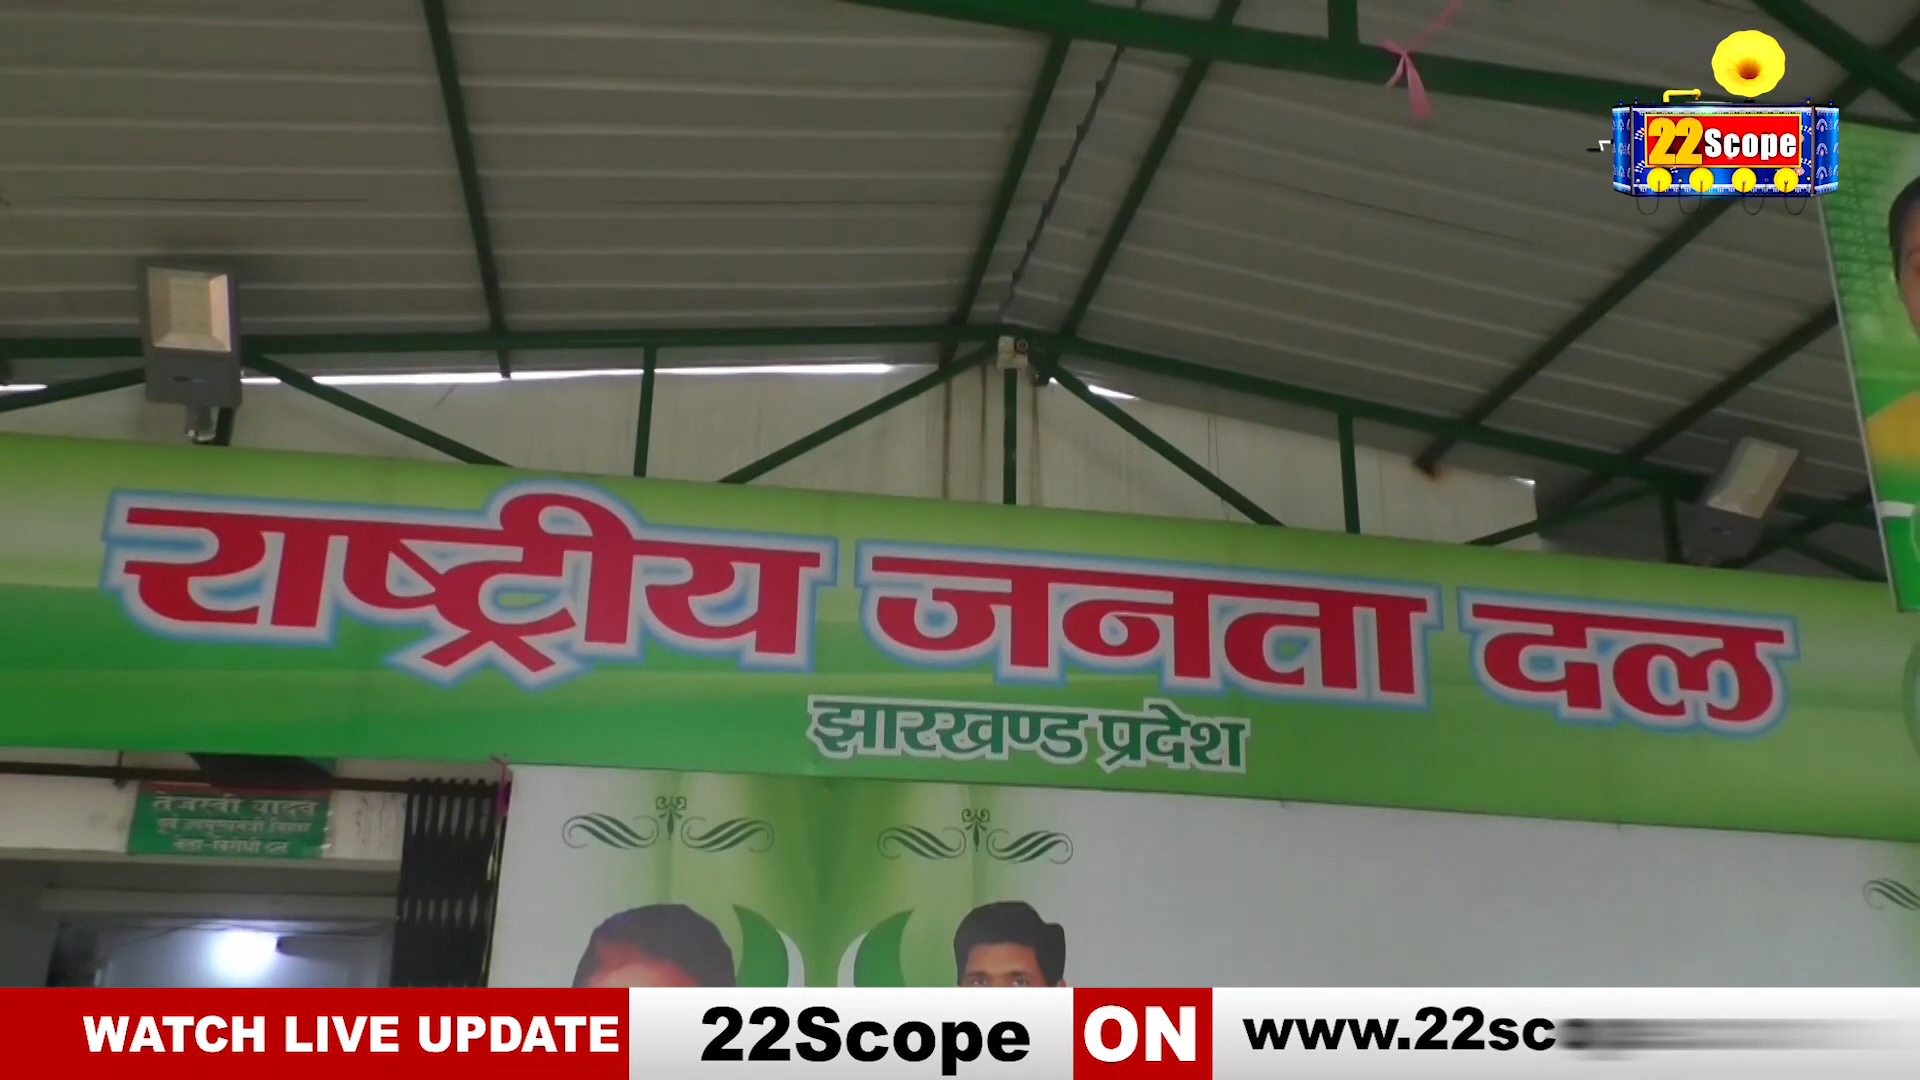 22Scope
राष्ट्रीय जनता दल
झारखण्ड प्रदेश
तेजस्वी यादव
WATCH LIVE UPDATE 22Scope ON www.22sc